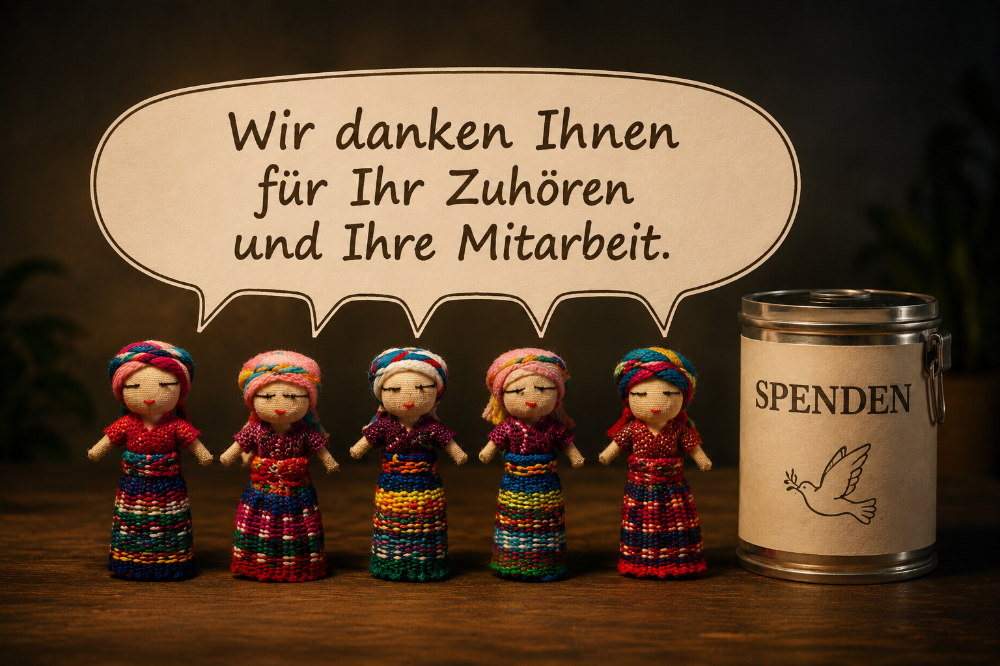 Wir danken Ihnen
für Ihr Zuhören
und Ihre Mitarbeit.
SPENDEN